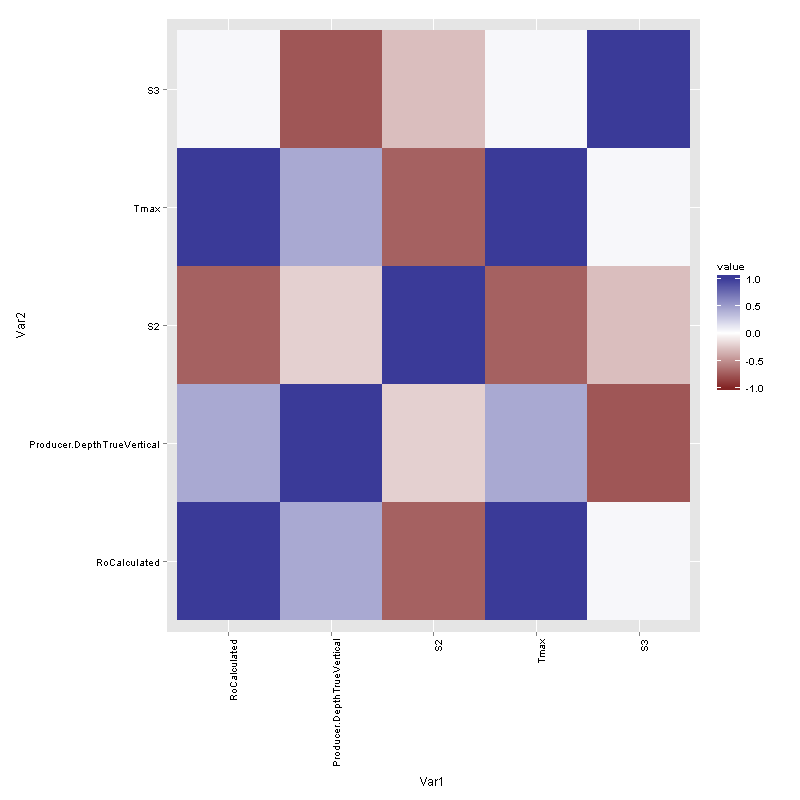 S3
Tmax
S2
Producer.DepthTrueVertical
RoCalculated
Var2
RoCalculated
Producer.DepthTrueVertical
S2
Tmax
S3
Var1
value
1.0
0.5
0.0
-0.5
-1.0